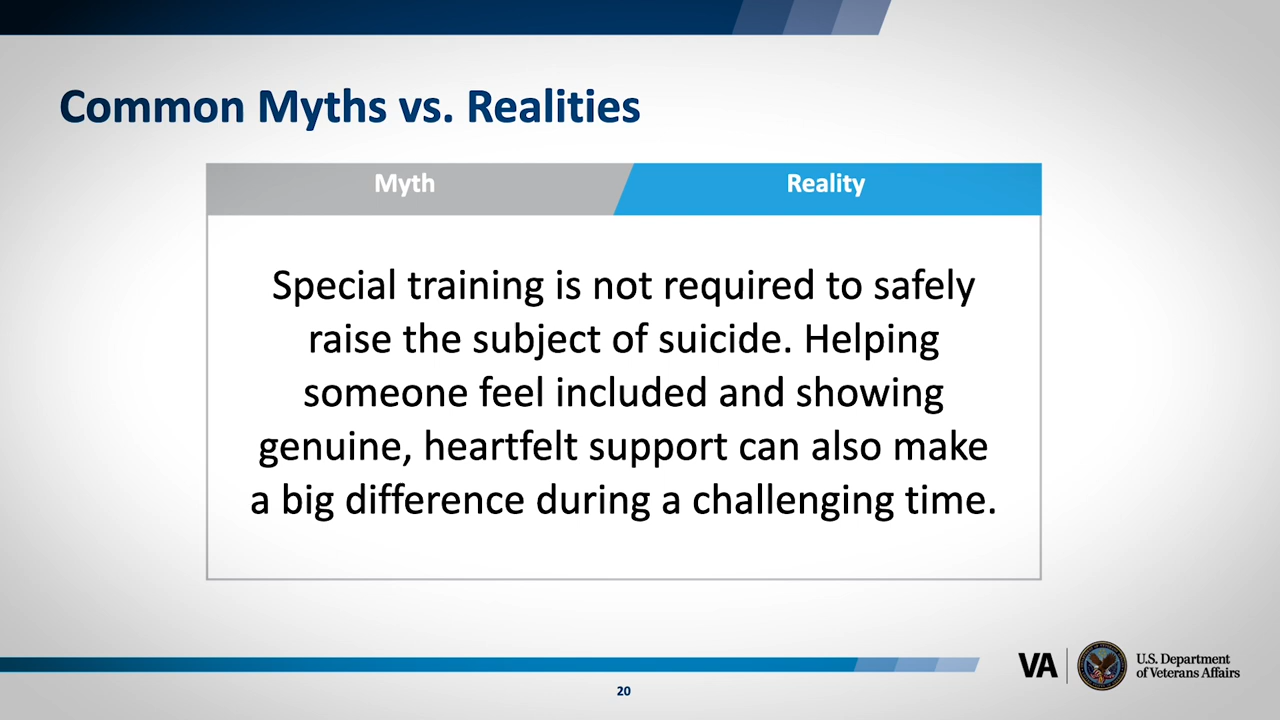 Common Myths vs. Realities
Myth
Reality
Special training is not required to safely
raise the subject of suicide. Helping
someone feel included and showing
genuine, heartfelt support can also make
a big difference during a challenging time.
VA
U.S. Department
of Veterans Affairs
20